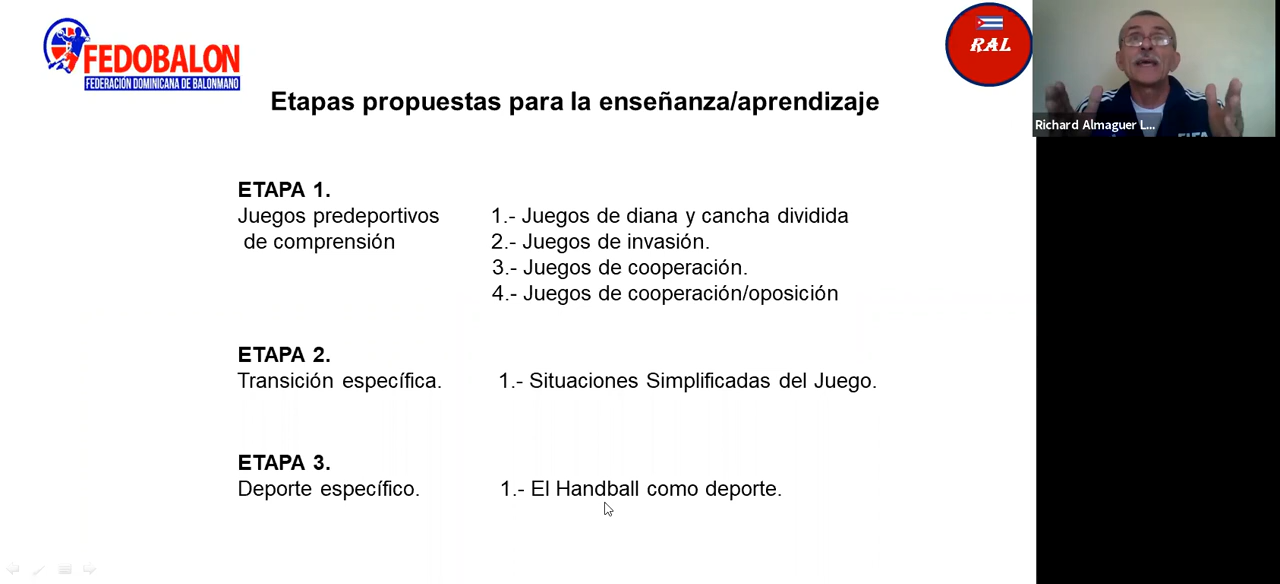 FEDOBALON
FEDERACIÓN DOMINICANA DE BALONMANO
RAL
Richard Almaguer L...
Etapas propuestas para la enseñanza/aprendizaje
ETAPA 1.
Juegos predeportivos
de comprensión
1.- Juegos de diana y cancha dividida
2.- Juegos de invasión.
3.- Juegos de cooperación.
4.- Juegos de cooperación/oposición
ETAPA 2.
Transición específica.
1.- Situaciones Simplificadas del Juego.
ETAPA 3.
Deporte específico.
1.- El Handball como deporte.